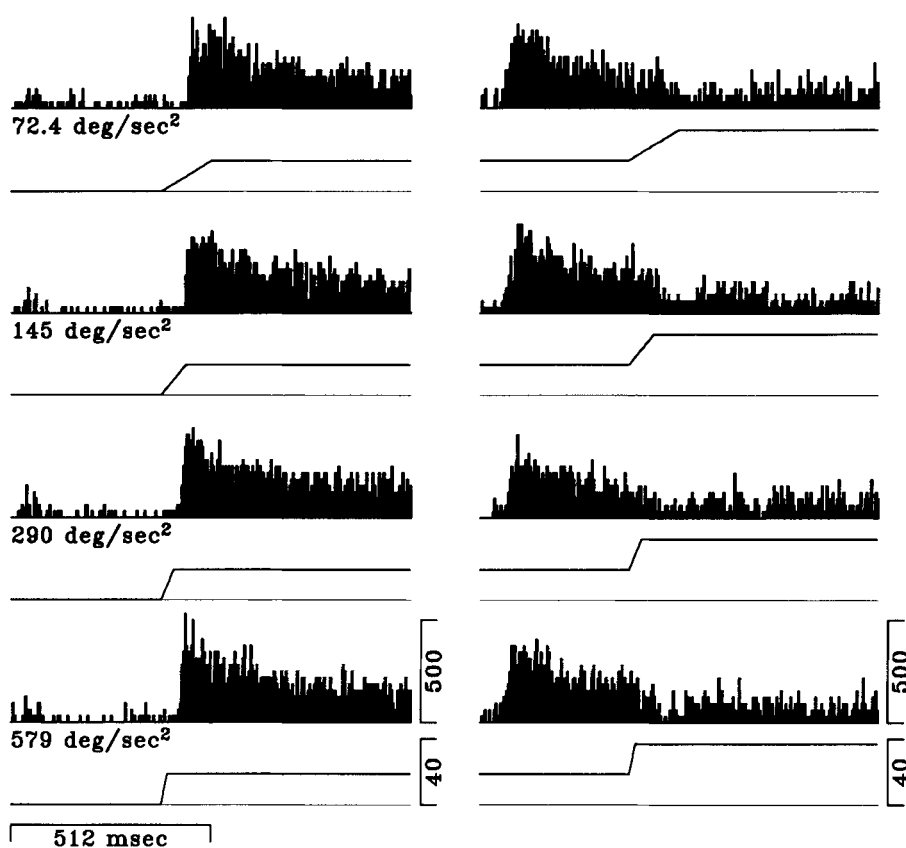 72.4 deg/sec²
145 deg/sec²
290 deg/sec²
500
500
579 deg/sec²
40
40
512 msec